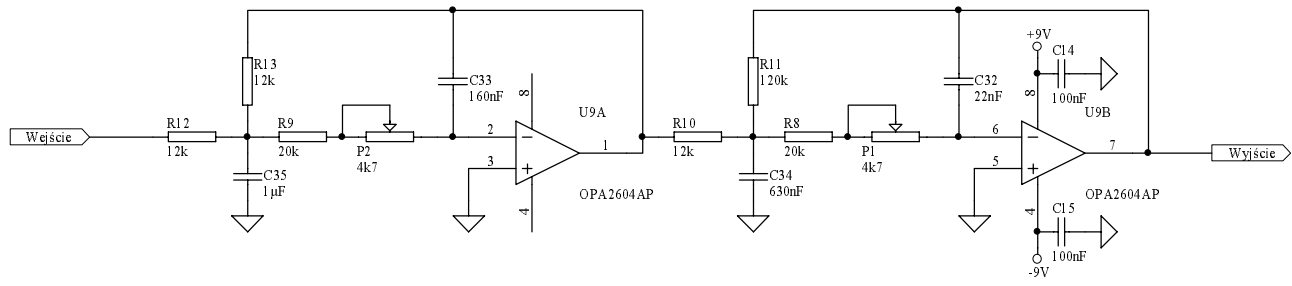 Wejście
R12
12k
R13
12k
C35
1µF
R9
20k
P2
4k7
C33
160nF
2
3
8
4
1
U9A
OPA2604AP
R10
12k
R11
120k
C34
630nF
R8
20k
P1
4k7
C32
22nF
6
5
8
4
7
+9V
C14
100nF
U9B
OPA2604AP
C15
100nF
-9V
Wyjście